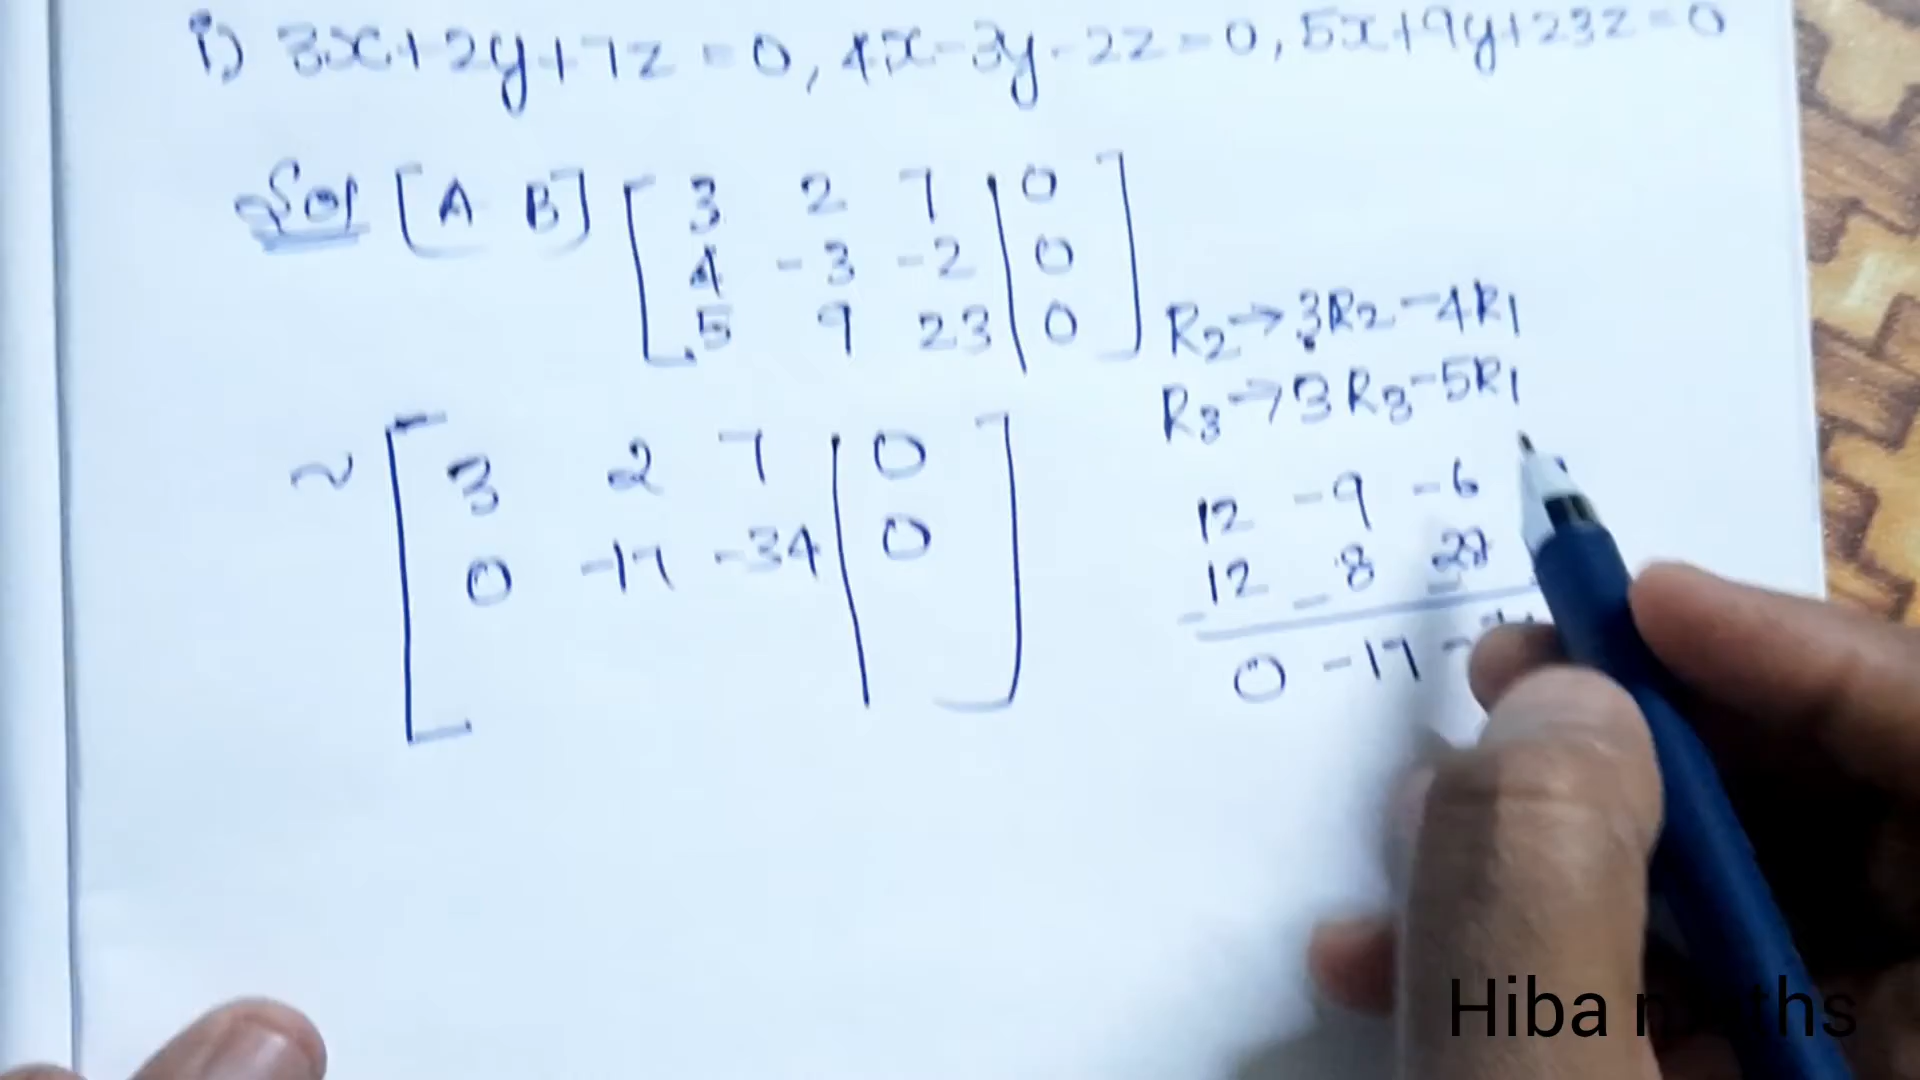 i) 3x+2y+7z=0, 4x-3y-2z=0, 5x+9y+23z=0
Sol [A B] [3 2 7 | 0
4 -3 -2 | 0
5 9 23 | 0]
R2→3R2-4R1
R3→3R3-5R1
~ [3 2 7 | 0
0 -17 -34 | 0]
12 -9 -6
12 8 28
- - -
0 -17
Hiba maths